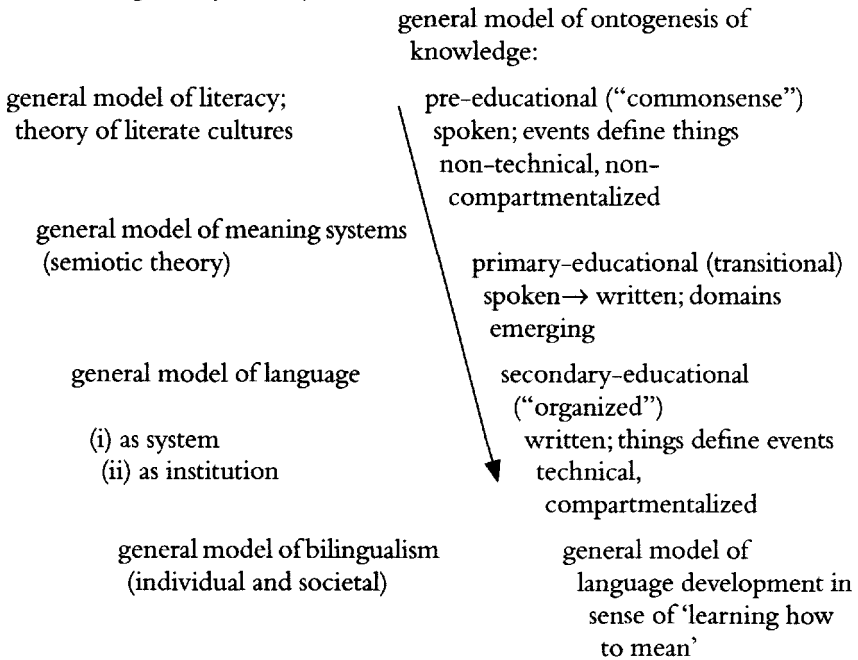 general model of ontogenesis of
knowledge:
general model of literacy;
theory of literate cultures
pre-educational (“commonsense”)
spoken; events define things
non-technical, non-
compartmentalized
general model of meaning systems
(semiotic theory)
primary-educational (transitional)
spoken→ written; domains
emerging
general model of language
(i) as system
(ii) as institution
secondary-educational
(“organized”)
written; things define events
technical,
compartmentalized
general model of bilingualism
(individual and societal)
general model of
language development in
sense of ‘learning how
to mean’